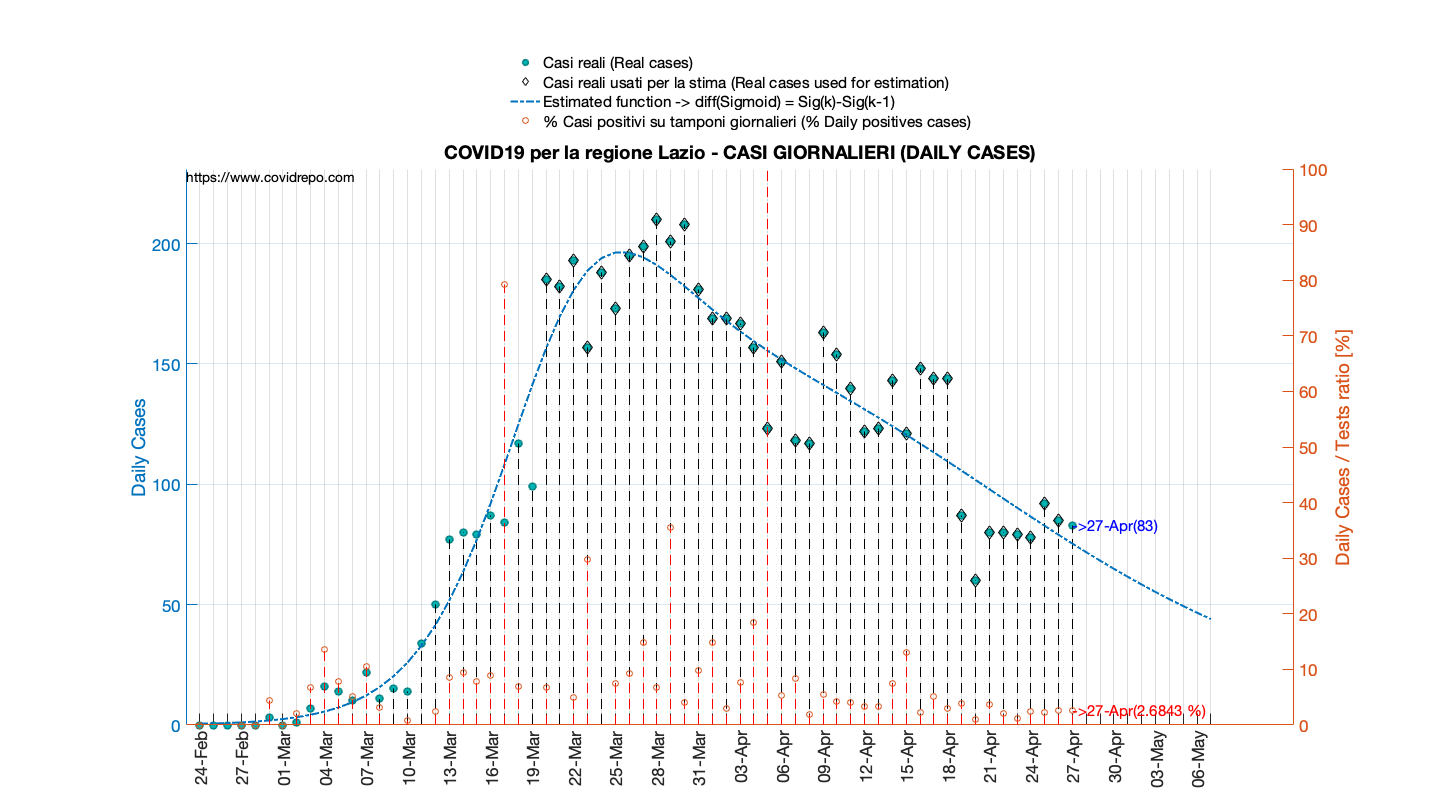 Casi reali (Real cases)
Casi reali usati per la stima (Real cases used for estimation)
Estimated function -> diff(Sigmoid) = Sig(k)-Sig(k-1)
% Casi positivi su tamponi giornalieri (% Daily positives cases)
COVID19 per la regione Lazio - CASI GIORNALIERI (DAILY CASES)
https://www.covidrepo.com
Daily Cases
200
150
100
50
0
100
90
80
70
60
50
40
30
20
10
0
Daily Cases / Tests ratio [%]
->27-Apr(83)
->27-Apr(2.6843 %)
24-Feb
27-Feb
01-Mar
04-Mar
07-Mar
10-Mar
13-Mar
16-Mar
19-Mar
22-Mar
25-Mar
28-Mar
31-Mar
03-Apr
06-Apr
09-Apr
12-Apr
15-Apr
18-Apr
21-Apr
24-Apr
27-Apr
30-Apr
03-May
06-May